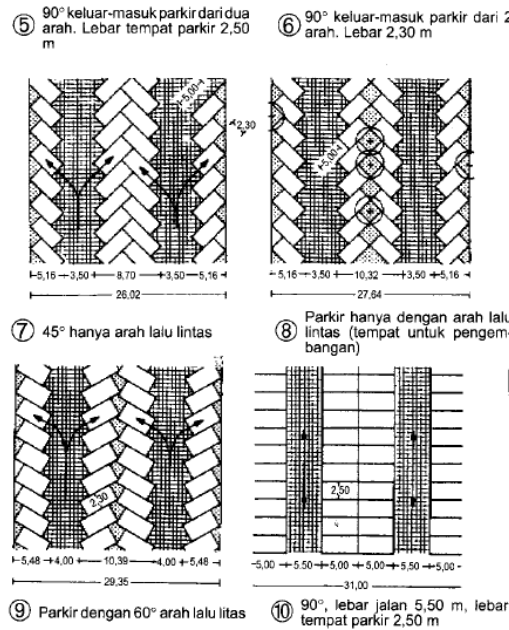 5 90° keluar-masuk parkir dari dua
arah. Lebar tempat parkir 2,50
m
6 90° keluar-masuk parkir dari 2
arah. Lebar 2,30 m
5,00
2,30
5,16 3,50 8,70 3,50 5,16
26,02
5,00
5,16 3,50 10,32 3,50 5,16
27,64
7 45° hanya arah lalu lintas
8 Parkir hanya dengan arah lalu
lintas (tempat untuk pengem-
bangan)
2,30
5,48 4,00 10,39 4,00 5,48
29,35
2,50
5,00 5,50 5,00 5,00 5,50 5,00
31,00
9 Parkir dengan 60° arah lalu litas
10 90°, lebar jalan 5,50 m, lebar
tempat parkir 2,50 m